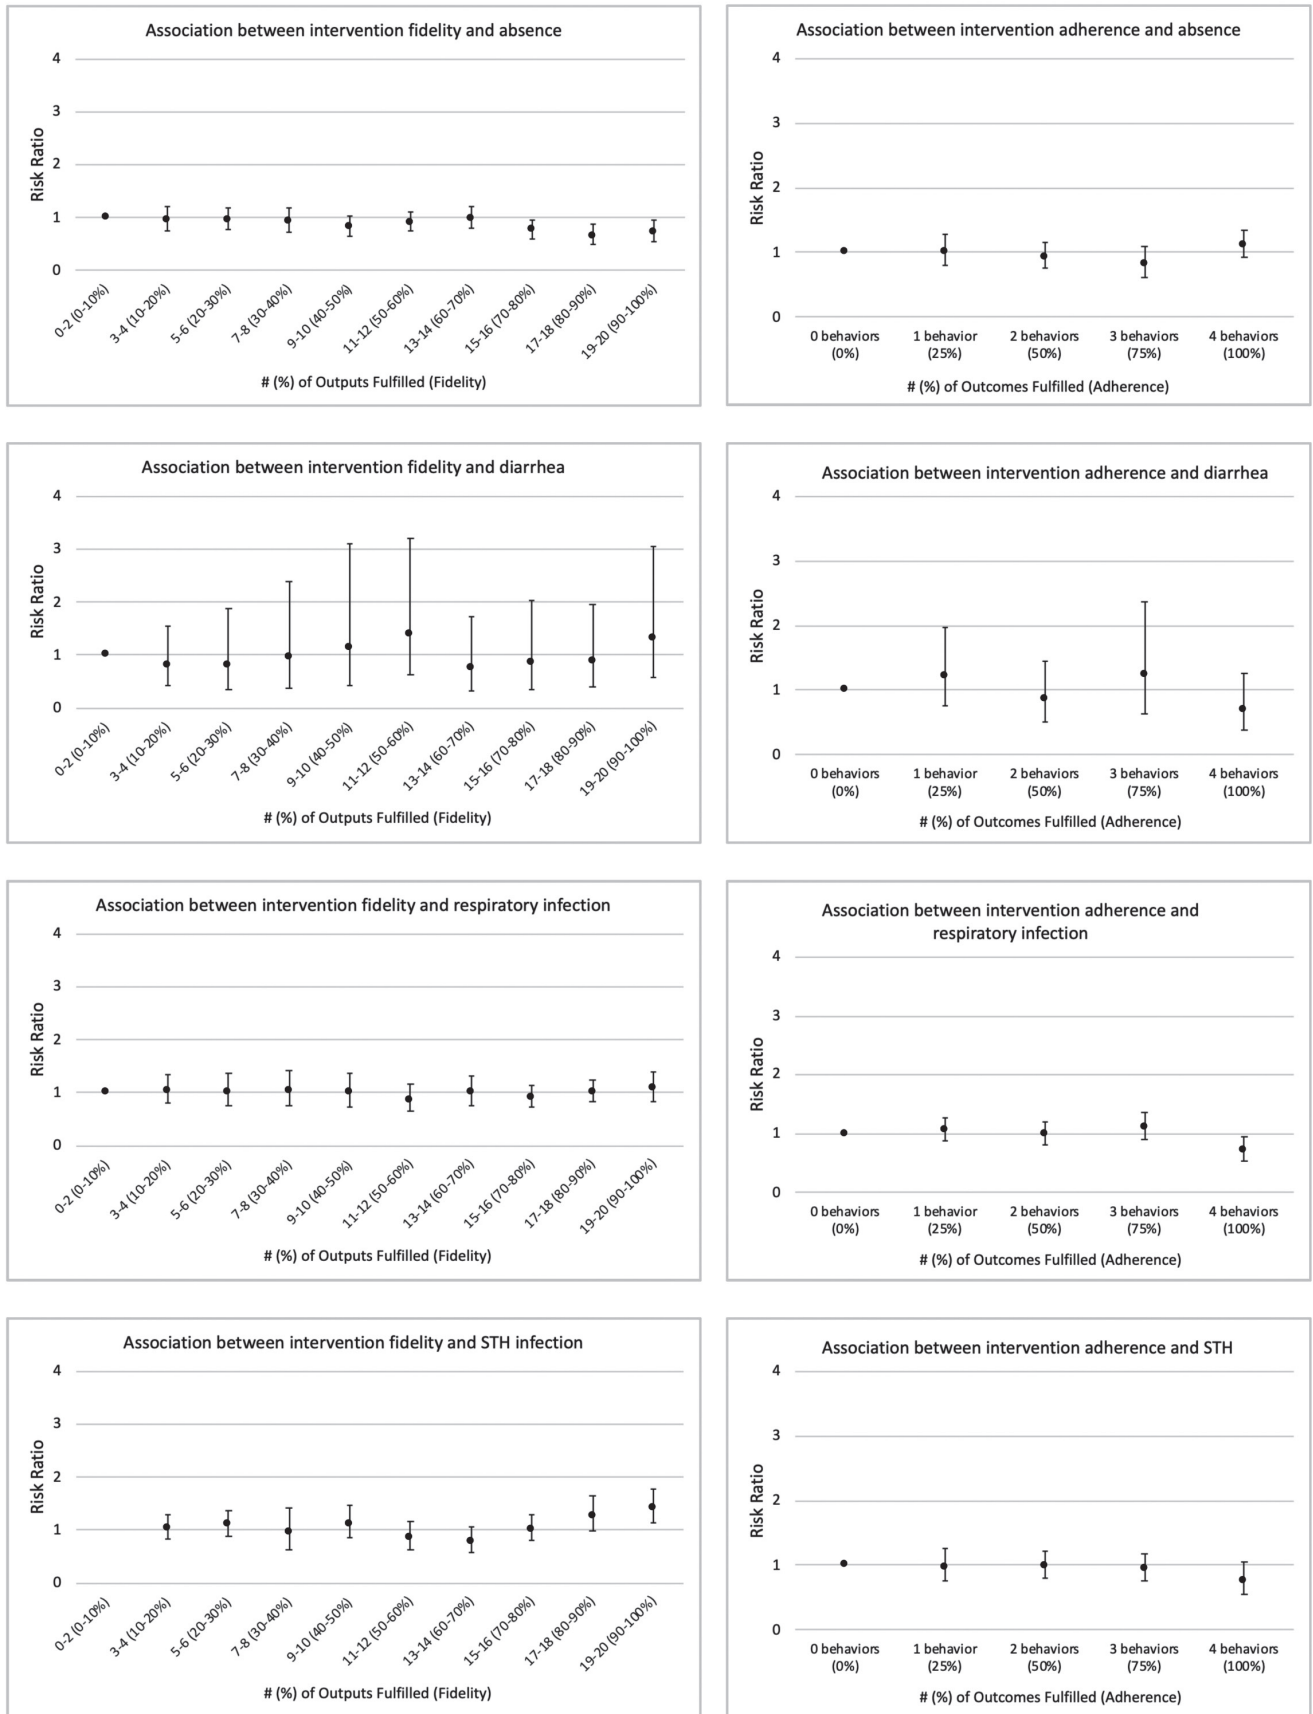 Association between intervention fidelity and absence
4
3
2
1
0
Risk Ratio
0-2 (0-10%)
3-4 (10-20%)
5-6 (20-30%)
7-8 (30-40%)
9-10 (40-50%)
11-12 (50-60%)
13-14 (60-70%)
15-16 (70-80%)
17-18 (80-90%)
19-20 (90-100%)
# (%) of Outputs Fulfilled (Fidelity)
Association between intervention adherence and absence
4
3
2
1
0
Risk Ratio
0 behaviors
(0%)
1 behavior
(25%)
2 behaviors
(50%)
3 behaviors
(75%)
4 behaviors
(100%)
# (%) of Outcomes Fulfilled (Adherence)
Association between intervention fidelity and diarrhea
4
3
2
1
0
Risk Ratio
0-2 (0-10%)
3-4 (10-20%)
5-6 (20-30%)
7-8 (30-40%)
9-10 (40-50%)
11-12 (50-60%)
13-14 (60-70%)
15-16 (70-80%)
17-18 (80-90%)
19-20 (90-100%)
# (%) of Outputs Fulfilled (Fidelity)
Association between intervention adherence and diarrhea
4
3
2
1
0
Risk Ratio
0 behaviors
(0%)
1 behavior
(25%)
2 behaviors
(50%)
3 behaviors
(75%)
4 behaviors
(100%)
# (%) of Outcomes Fulfilled (Adherence)
Association between intervention fidelity and respiratory infection
4
3
2
1
0
Risk Ratio
0-2 (0-10%)
3-4 (10-20%)
5-6 (20-30%)
7-8 (30-40%)
9-10 (40-50%)
11-12 (50-60%)
13-14 (60-70%)
15-16 (70-80%)
17-18 (80-90%)
19-20 (90-100%)
# (%) of Outputs Fulfilled (Fidelity)
Association between intervention adherence and
respiratory infection
4
3
2
1
0
Risk Ratio
0 behaviors
(0%)
1 behavior
(25%)
2 behaviors
(50%)
3 behaviors
(75%)
4 behaviors
(100%)
# (%) of Outcomes Fulfilled (Adherence)
Association between intervention fidelity and STH infection
4
3
2
1
0
Risk Ratio
0-2 (0-10%)
3-4 (10-20%)
5-6 (20-30%)
7-8 (30-40%)
9-10 (40-50%)
11-12 (50-60%)
13-14 (60-70%)
15-16 (70-80%)
17-18 (80-90%)
19-20 (90-100%)
# (%) of Outputs Fulfilled (Fidelity)
Association between intervention adherence and STH
4
3
2
1
0
Risk Ratio
0 behaviors
(0%)
1 behavior
(25%)
2 behaviors
(50%)
3 behaviors
(75%)
4 behaviors
(100%)
# (%) of Outcomes Fulfilled (Adherence)